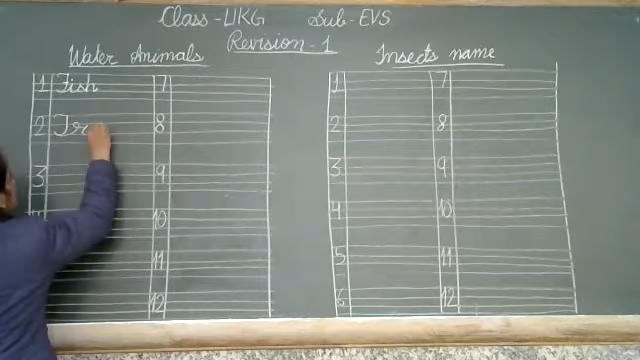 Class - UKG Sub - EVS
Revision - 1
Water Animals
Insects name
1 Fish 7
2 8
3 9
10
11
12
1 7
2 8
3 9
4 10
5 11
6 12